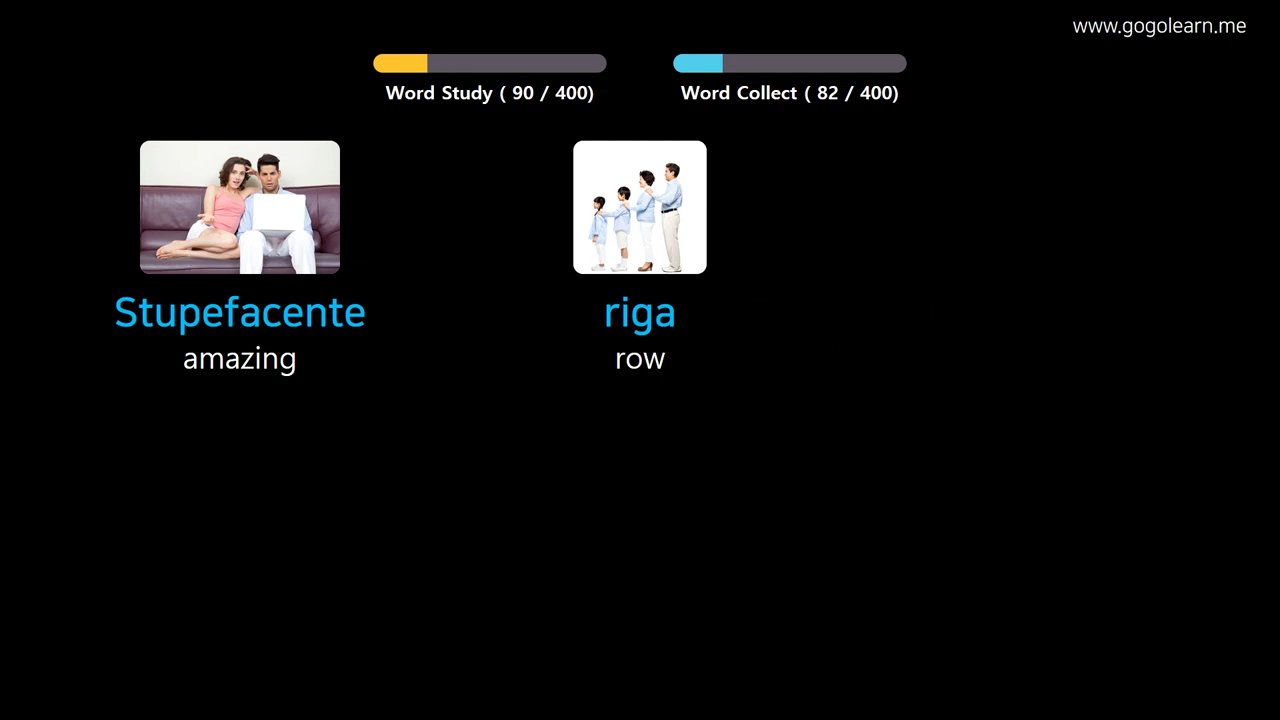 www.gogolearn.me
Word Study ( 90 / 400)
Word Collect ( 82 / 400)
Stupefacente
amazing
riga
row